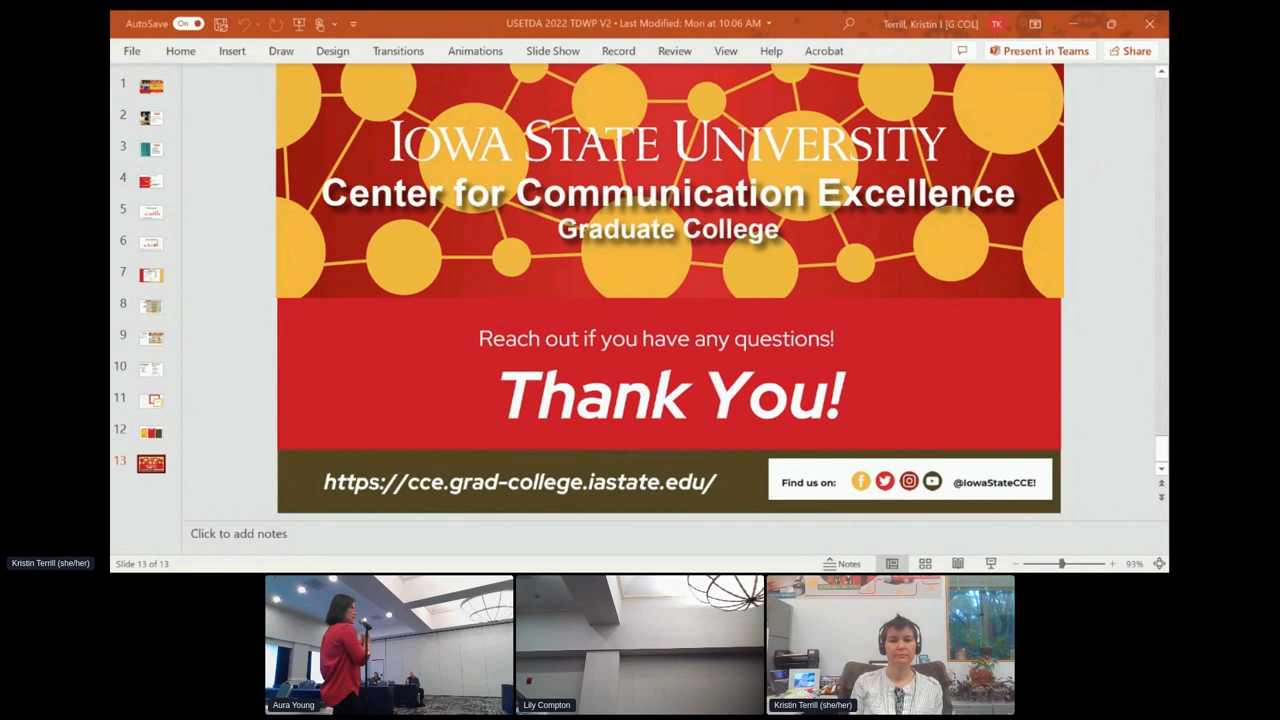 AutoSave On
USETDA 2022 TDWP V2 • Last Modified: Mon at 10:06 AM
Terrill, Kristin I [G COL] TK
File Home Insert Draw Design Transitions Animations Slide Show Record Review View Help Acrobat
Present in Teams Share
1
2
3
4
5
6
7
8
9
10
11
12
13
IOWA STATE UNIVERSITY
Center for Communication Excellence
Graduate College
Reach out if you have any questions!
Thank You!
https://cce.grad-college.iastate.edu/
Find us on: @IowaStateCCE!
Click to add notes
Slide 13 of 13
Notes
93%
Kristin Terrill (she/her)
Aura Young
Lily Compton
Kristin Terrill (she/her)